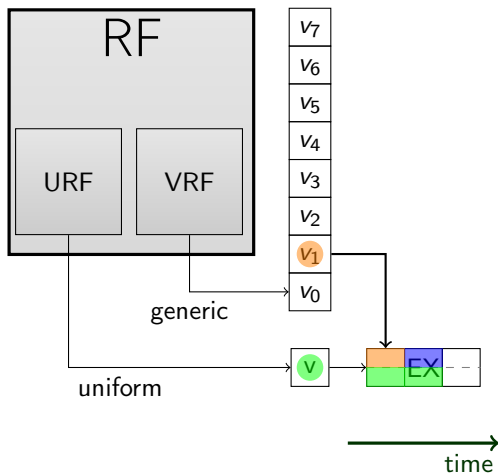 RF
URF
VRF
v7
v6
v5
v4
v3
v2
v1
v0
generic
uniform
v
EX
time